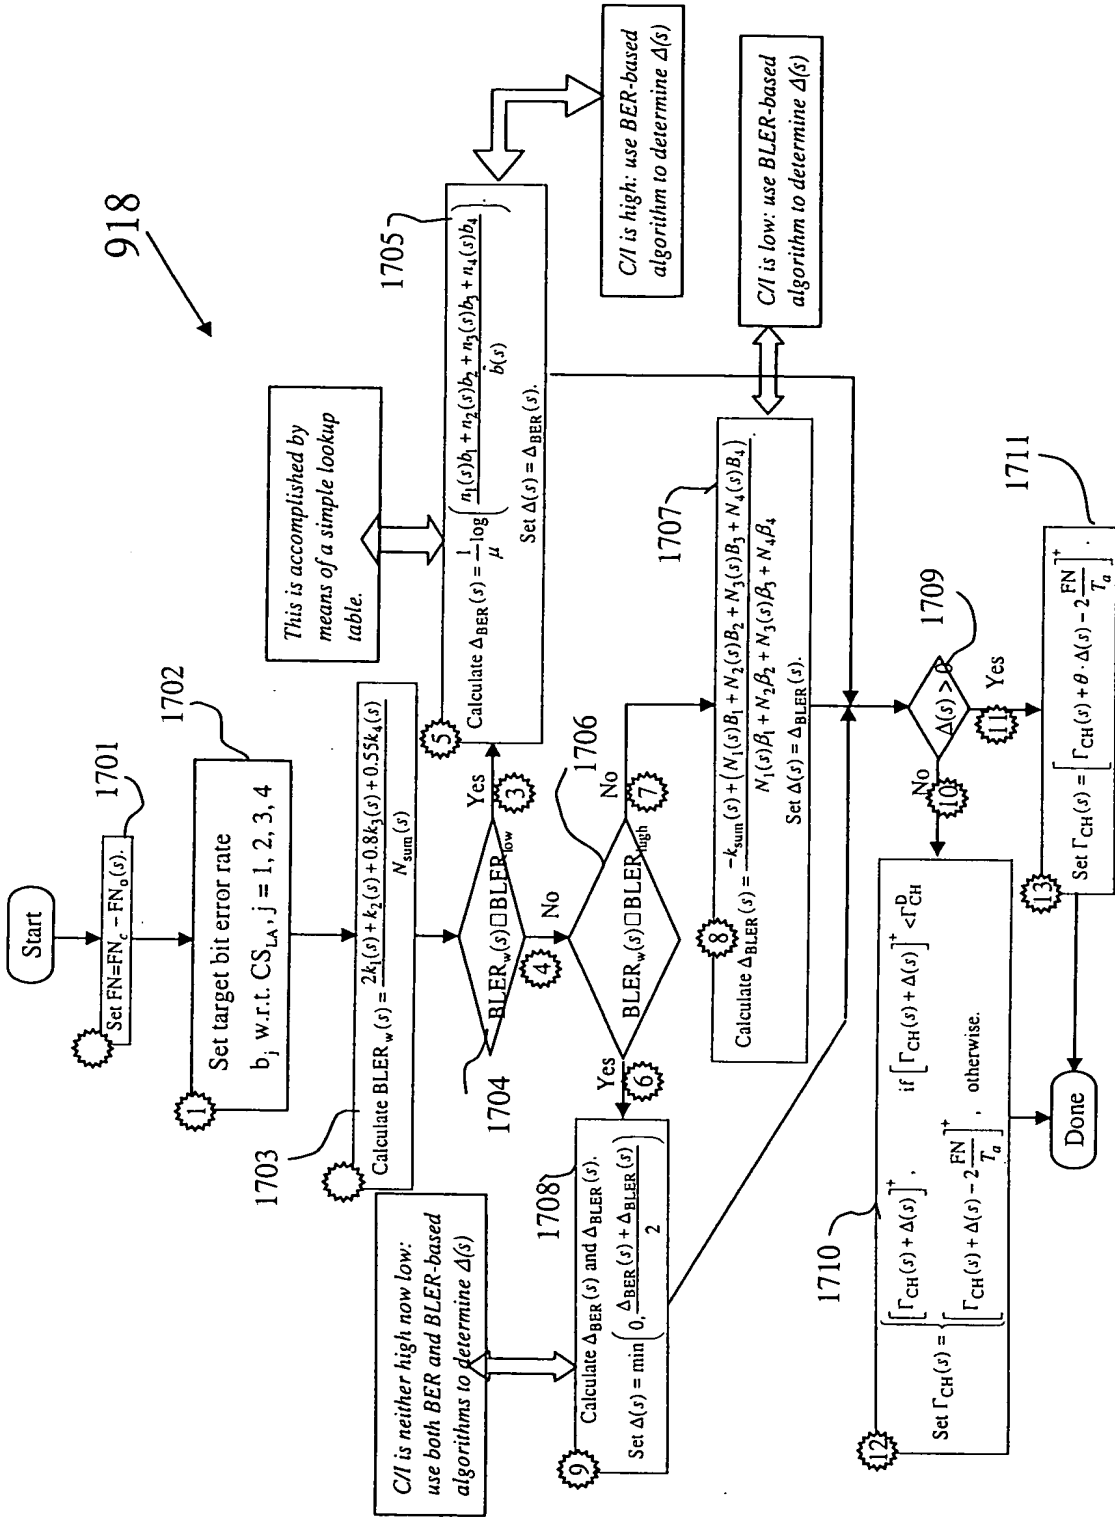 918
Start
1701
Set FN=FN_c − FN_a(s).
1702
1
Set target bit error rate
b_j w.r.t. CS_LA, j = 1, 2, 3, 4
1703
Calculate BLER_w(s) = (2k_1(s) + k_2(s) + 0.8k_3(s) + 0.55k_4(s)) / N_sum(s)
1704
BLER_w(s)□BLER_low
Yes
3
No
4
This is accomplished by
means of a simple lookup
table.
1705
5
Calculate Δ_BER(s) = (1/μ) log( (n_1(s)b_1 + n_2(s)b_2 + n_3(s)b_3 + n_4(s)b_4) / b(s) ).
Set Δ(s) = Δ_BER(s).
C/I is high: use BER-based
algorithm to determine Δ(s)
1706
BLER_w(s)□BLER_high
Yes
6
No
7
1707
8
Calculate Δ_BLER(s) = (−k_sum(s) + (N_1(s)B_1 + N_2(s)B_2 + N_3(s)B_3 + N_4(s)B_4)) / (N_1(s)β_1 + N_2β_2 + N_3(s)β_3 + N_4β_4).
Set Δ(s) = Δ_BLER(s).
C/I is low: use BLER-based
algorithm to determine Δ(s)
C/I is neither high now low:
use both BER and BLER-based
algorithms to determine Δ(s)
1708
9
Calculate Δ_BER(s) and Δ_BLER(s).
Set Δ(s) = min(0, (Δ_BER(s) + Δ_BLER(s)) / 2)
1709
Δ(s) > 0
No
10
Yes
11
1710
12
Set Γ_CH(s) = { [Γ_CH(s) + Δ(s)]^+, if [Γ_CH(s) + Δ(s)]^+ < Γ_CH^D
[Γ_CH(s) + Δ(s) − 2 FN/T_a]^+, otherwise.
1711
13
Set Γ_CH(s) = [Γ_CH(s) + θ · Δ(s) − 2 FN/T_a]^+.
Done